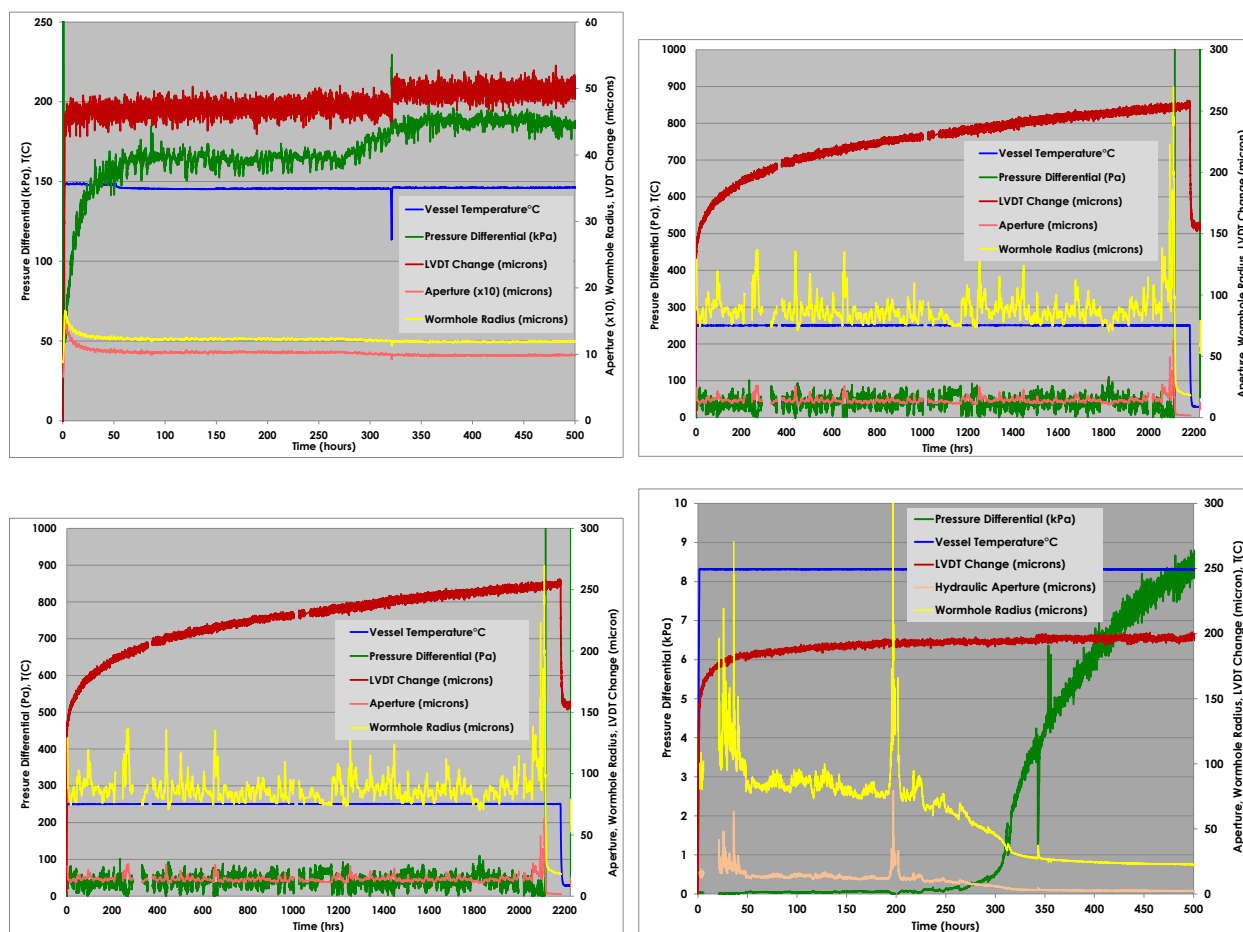 250
200
150
100
50
0
60
50
40
30
20
10
0
Pressure Differential (kPa), T(C)
Aperture (x10), Wormhole Radius, LVDT Change (microns)
Vessel Temperature°C
Pressure Differential (kPa)
LVDT Change (microns)
Aperture (x10) (microns)
Wormhole Radius (microns)
0 50 100 150 200 250 300 350 400 450 500
Time (hours)
1000
900
800
700
600
500
400
300
200
100
0
300
250
200
150
100
50
0
Pressure Differential (Pa), T(C)
Aperture, Wormhole Radius, LVDT Change (micron)
Vessel Temperature°C
Pressure Differential (Pa)
LVDT Change (microns)
Aperture (microns)
Wormhole Radius (microns)
0 200 400 600 800 1000 1200 1400 1600 1800 2000 2200
Time (hrs)
1000
900
800
700
600
500
400
300
200
100
0
300
250
200
150
100
50
0
Pressure Differential (Pa), T(C)
Aperture, Wormhole Radius, LVDT Change (micron)
Vessel Temperature°C
Pressure Differential (Pa)
LVDT Change (microns)
Aperture (microns)
Wormhole Radius (microns)
0 200 400 600 800 1000 1200 1400 1600 1800 2000 2200
Time (hrs)
10
9
8
7
6
5
4
3
2
1
0
300
250
200
150
100
50
0
Pressure Differential (kPa)
Aperture, Wormhole Radius, LVDT Change (micron), T(C)
Pressure Differential (kPa)
Vessel Temperature°C
LVDT Change (microns)
Hydraulic Aperture (microns)
Wormhole Radius (microns)
0 50 100 150 200 250 300 350 400 450 500
Time (hours)